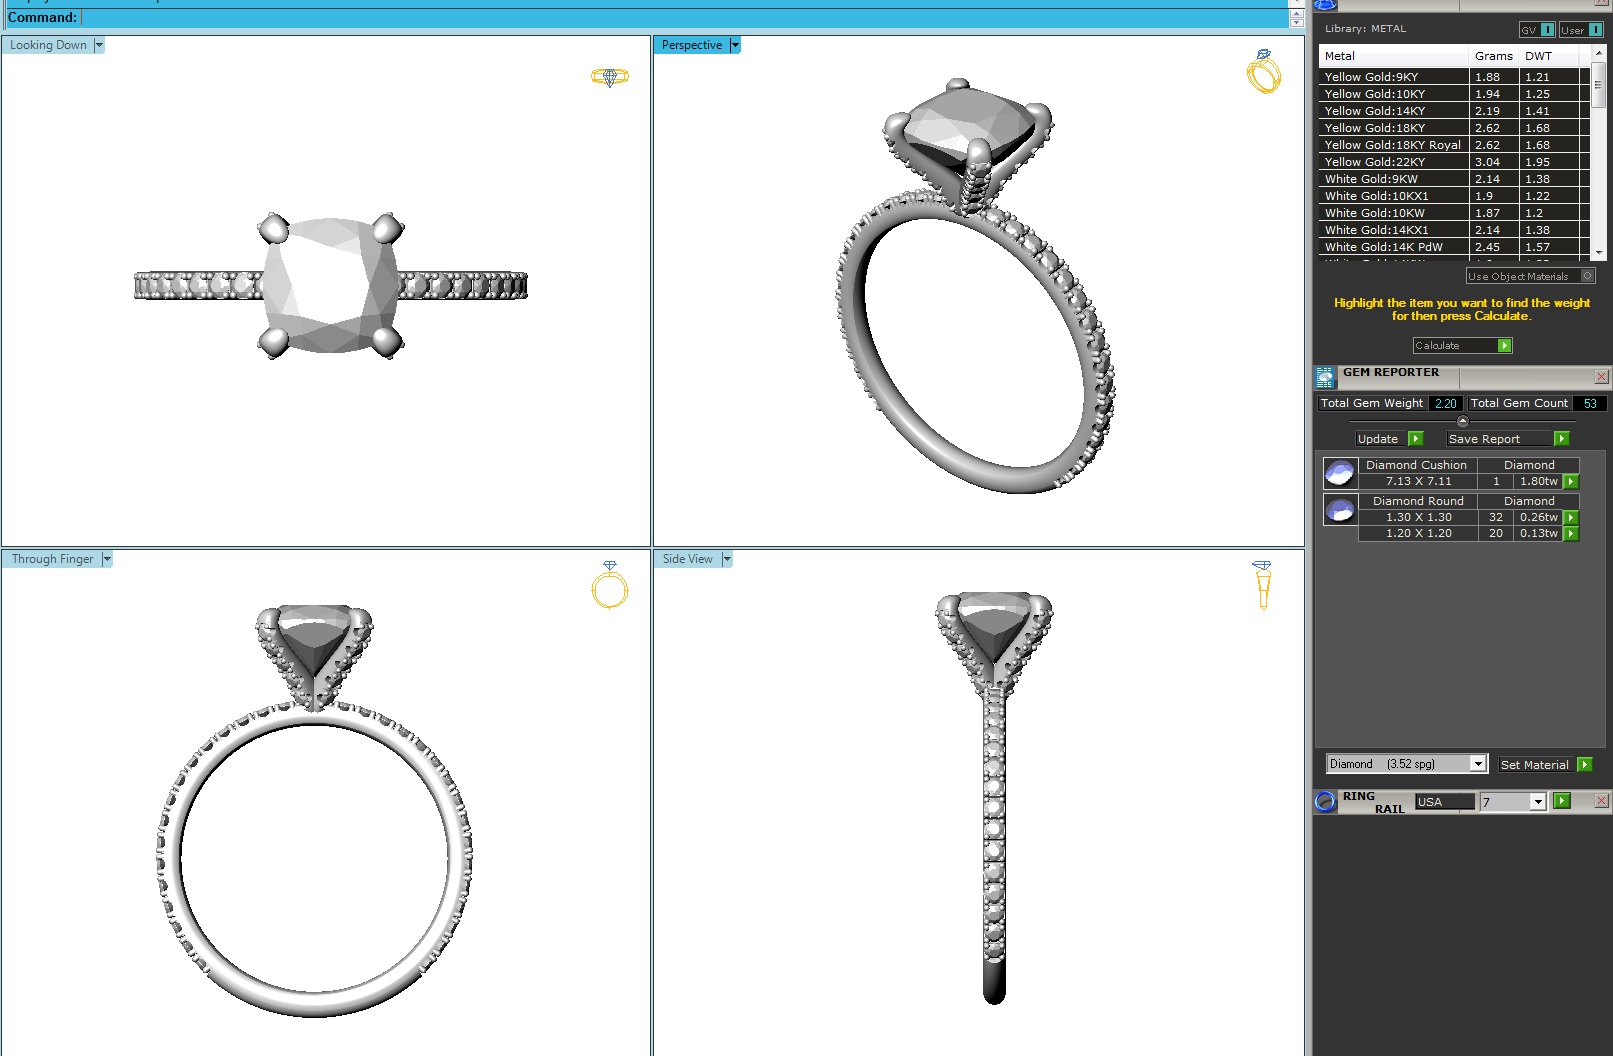 Command:
Looking Down
Perspective
Through Finger
Side View
Library: METAL
GV
User
Metal Grams DWT
Yellow Gold:9KY 1.88 1.21
Yellow Gold:10KY 1.94 1.25
Yellow Gold:14KY 2.19 1.41
Yellow Gold:18KY 2.62 1.68
Yellow Gold:18KY Royal 2.62 1.68
Yellow Gold:22KY 3.04 1.95
White Gold:9KW 2.14 1.38
White Gold:10KX1 1.9 1.22
White Gold:10KW 1.87 1.2
White Gold:14KX1 2.14 1.38
White Gold:14K PdW 2.45 1.57
Use Object Materials
Highlight the item you want to find the weight
for then press Calculate.
Calculate
GEM REPORTER
Total Gem Weight 2.20 Total Gem Count 53
Update Save Report
Diamond Cushion Diamond
7.13 X 7.11 1 1.80tw
Diamond Round Diamond
1.30 X 1.30 32 0.26tw
1.20 X 1.20 20 0.13tw
Diamond (3.52 spg) Set Material
RING
RAIL USA 7